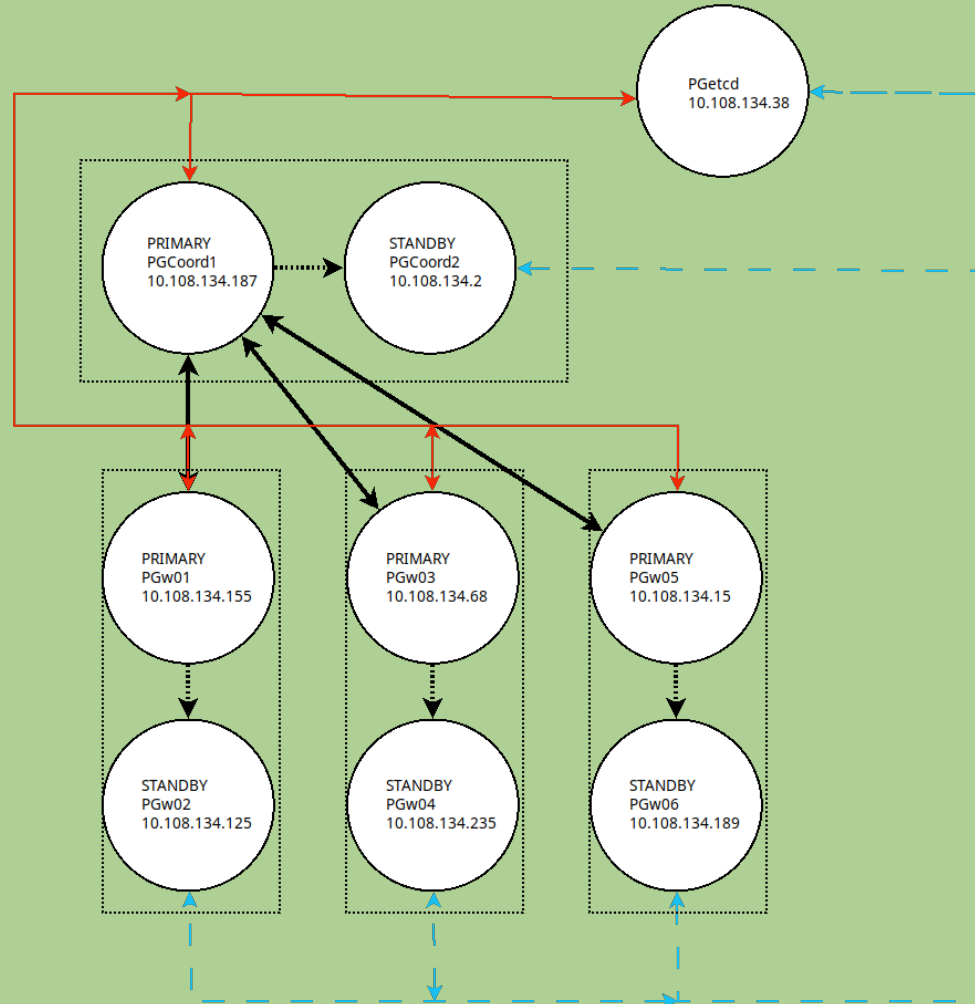 PGetcd
10.108.134.38
PRIMARY
PGCoord1
10.108.134.187
STANDBY
PGCoord2
10.108.134.2
PRIMARY
PGw01
10.108.134.155
PRIMARY
PGw03
10.108.134.68
PRIMARY
PGw05
10.108.134.15
STANDBY
PGw02
10.108.134.125
STANDBY
PGw04
10.108.134.235
STANDBY
PGw06
10.108.134.189